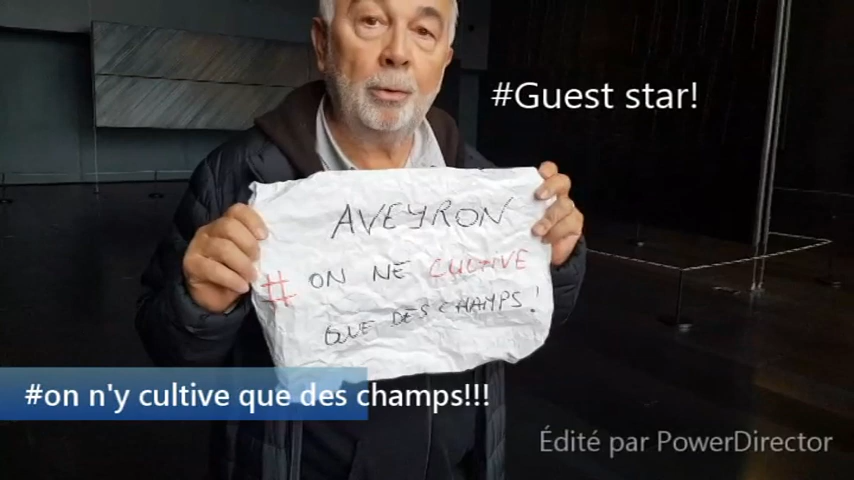 #Guest star!
AVEYRON
# ON NE CULTIVE
QUE DES CHAMPS!
#on n'y cultive que des champs!!!
Édité par PowerDirector